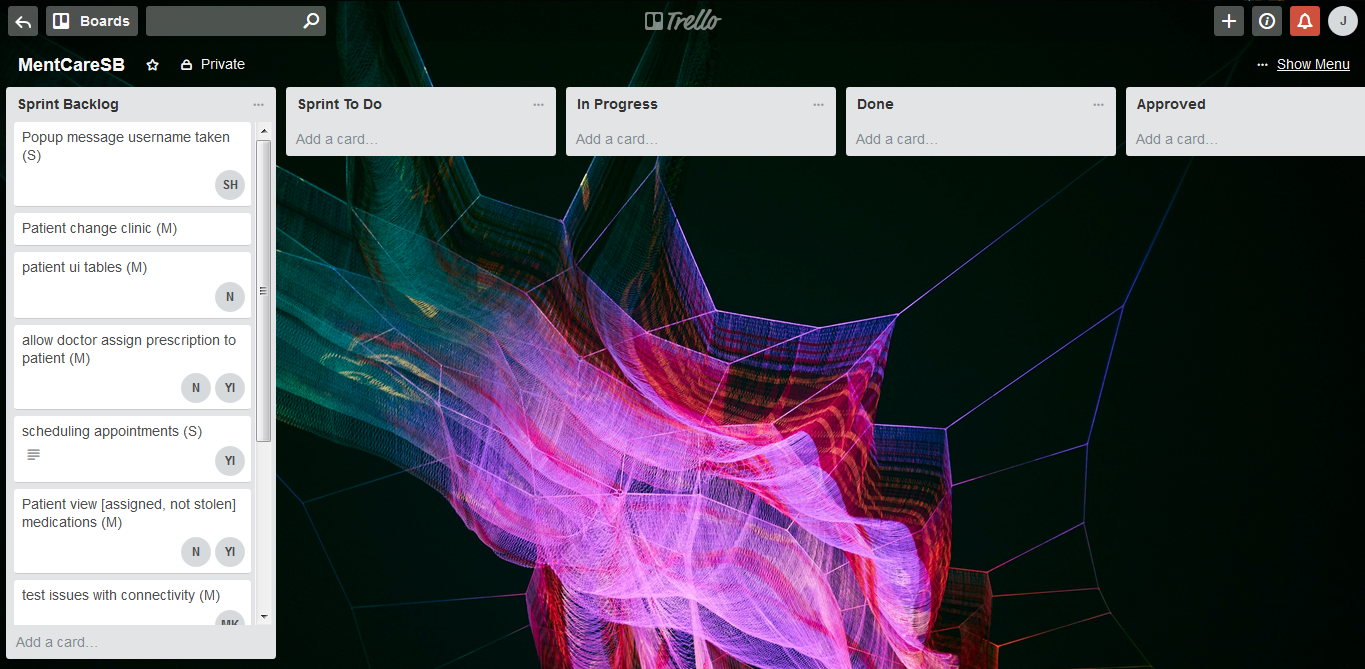 Boards
Trello
J
MentCareSB
Private
... Show Menu
Sprint Backlog ...
Popup message username taken
(S)
SH
Patient change clinic (M)
patient ui tables (M)
N
allow doctor assign prescription to
patient (M)
N YI
scheduling appointments (S)
YI
Patient view [assigned, not stolen]
medications (M)
N YI
test issues with connectivity (M)
MK
Add a card...
Sprint To Do ...
Add a card...
In Progress ...
Add a card...
Done ...
Add a card...
Approved
Add a card...